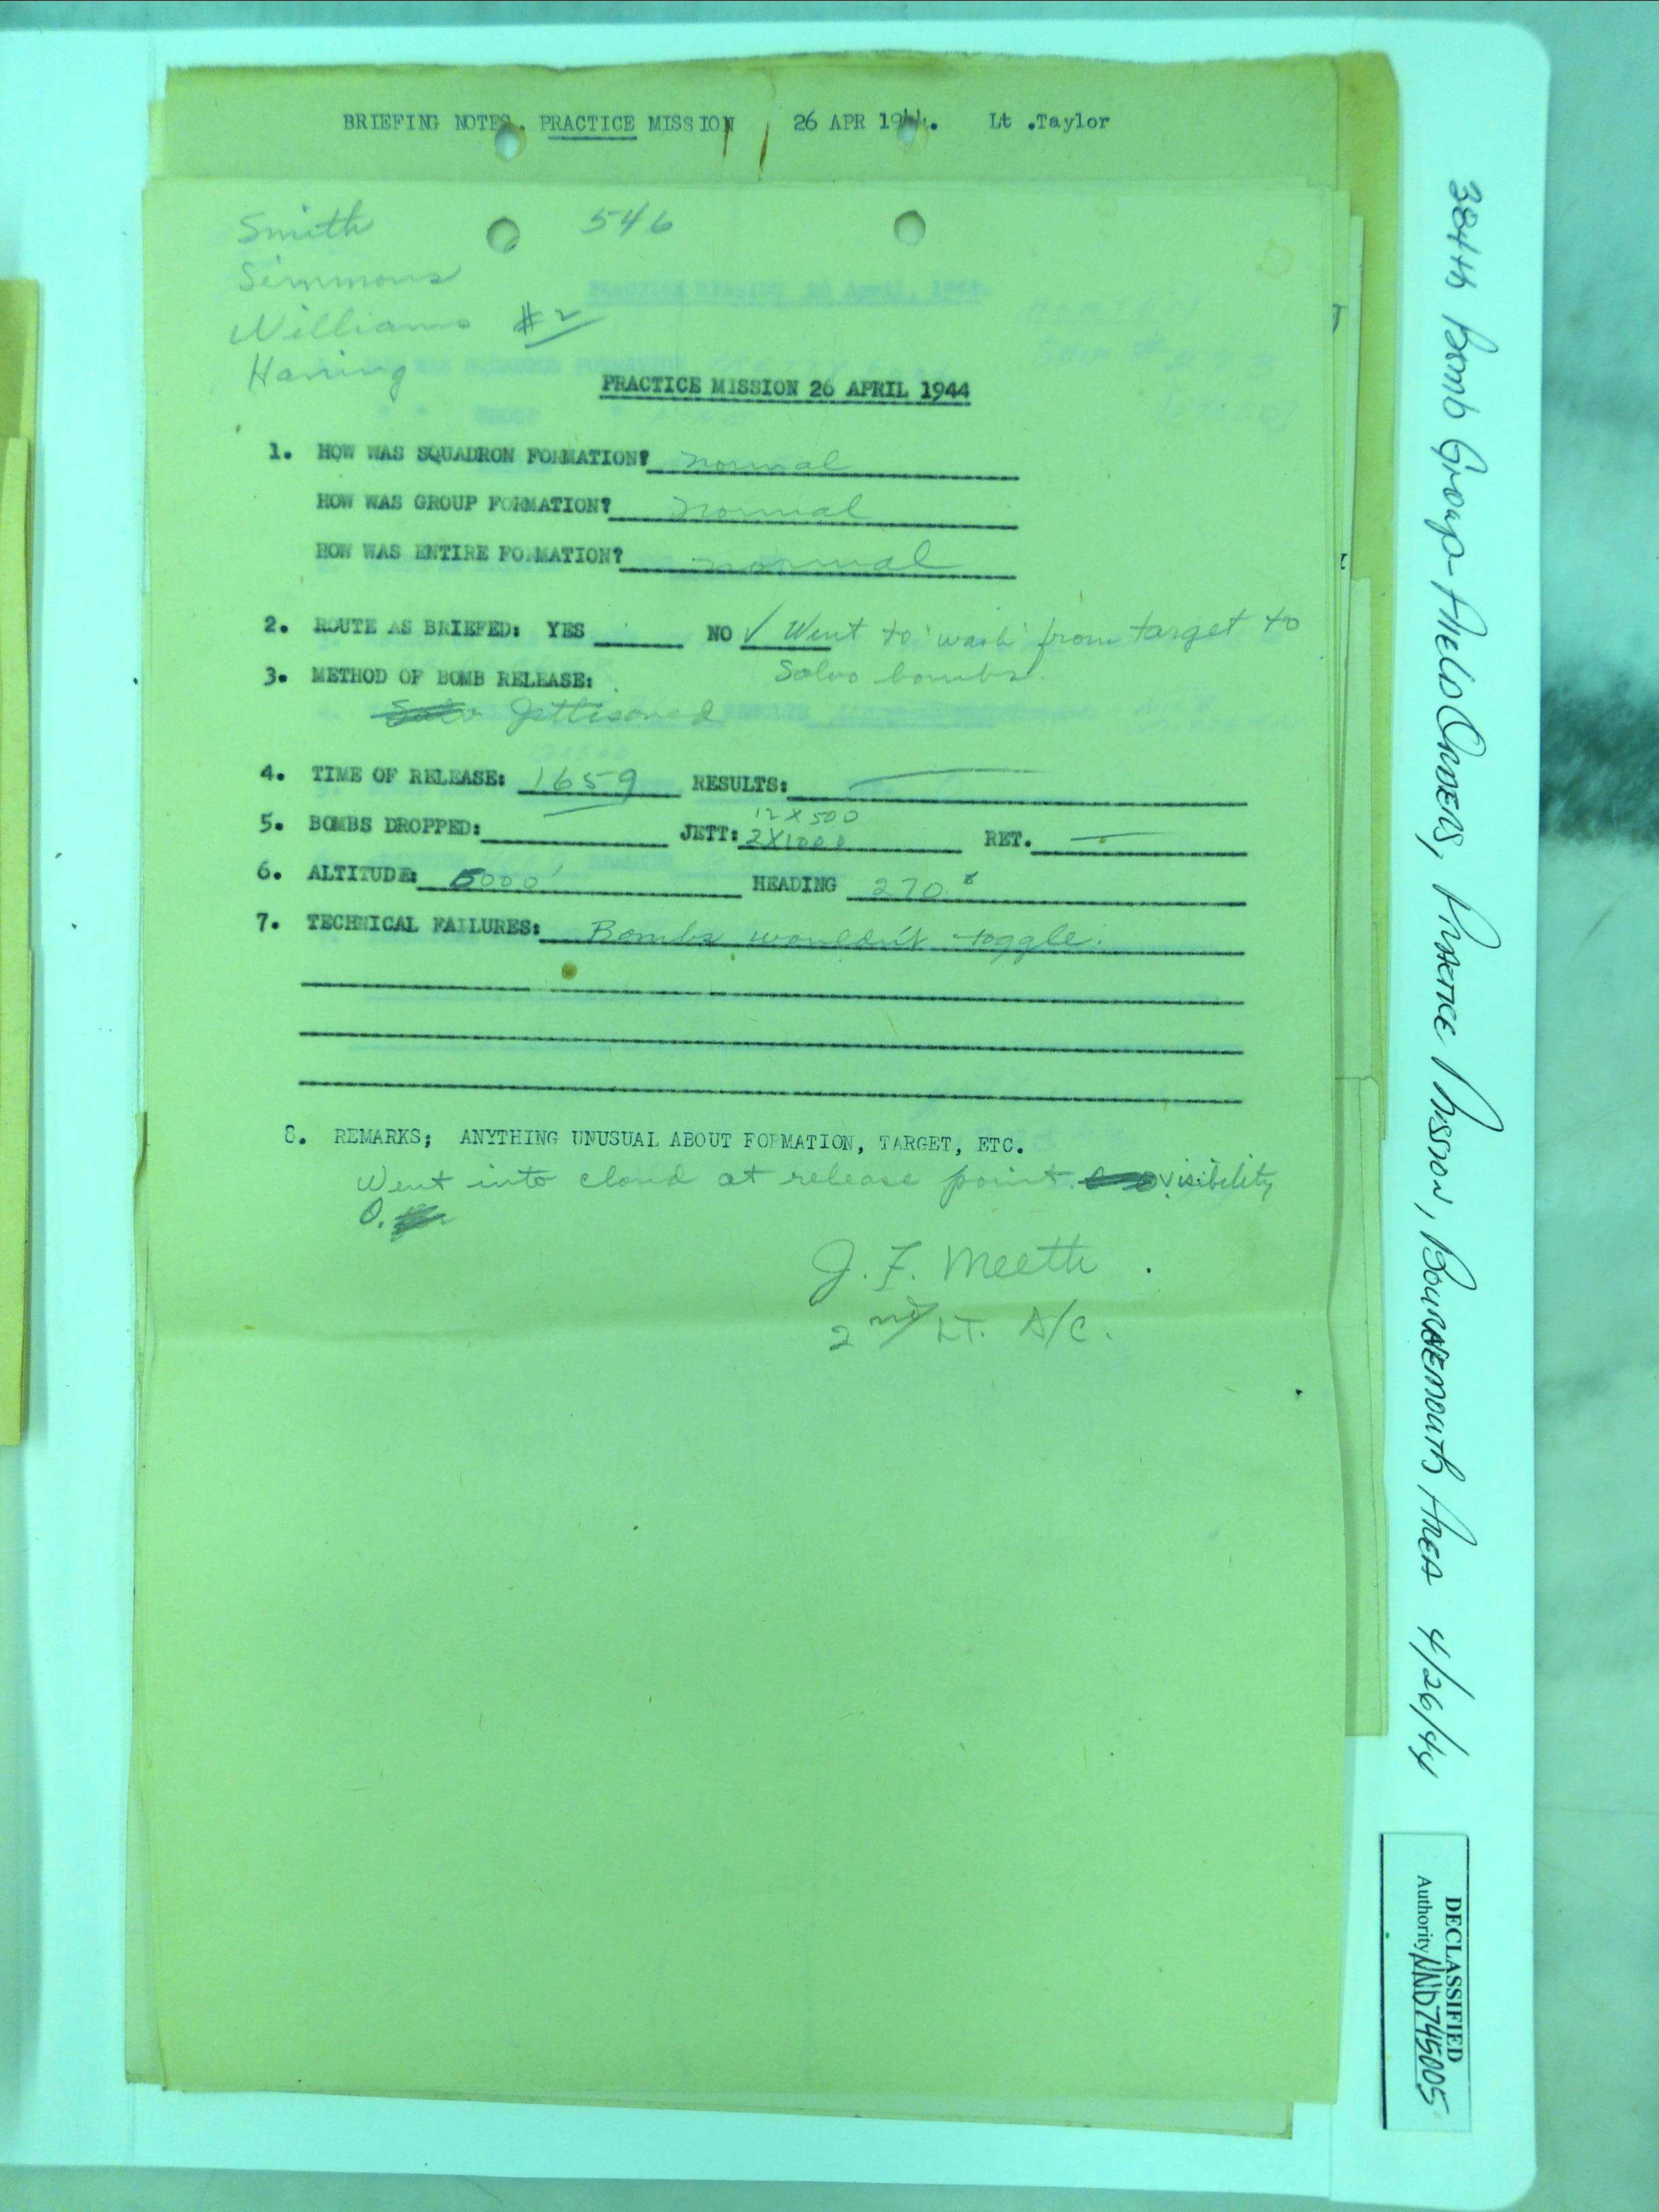 BRIEFING NOTES. PRACTICE MISSION 26 APR 1944. Lt .Taylor
Smith 546
Simmons
Williams #2
Haning
PRACTICE MISSION 26 APRIL 1944
1. HOW WAS SQUADRON FORMATION? normal
HOW WAS GROUP FORMATION? normal
HOW WAS ENTIRE FORMATION? normal
2. ROUTE AS BRIEFED: YES NO ✓ Went to "wash" from target to
Salvo bombs.
3. METHOD OF BOMB RELEASE:
Salvo Jettisoned
4. TIME OF RELEASE: 1659 RESULTS: —
12 X 500
5. BOMBS DROPPED: JETT: 2X1000 RET. —
6. ALTITUDE: 5000' HEADING 270°
7. TECHNICAL FAILURES: Bombs wouldn't toggle.
8. REMARKS; ANYTHING UNUSUAL ABOUT FORMATION, TARGET, ETC.
Went into cloud at release point. visibility
0.
J. F. Meeth
2nd LT. A/C.
384th Bomb Group - Field Orders, Practice Mission, Bournemouth Area 4/26/44
DECLASSIFIED
Authority NND745005